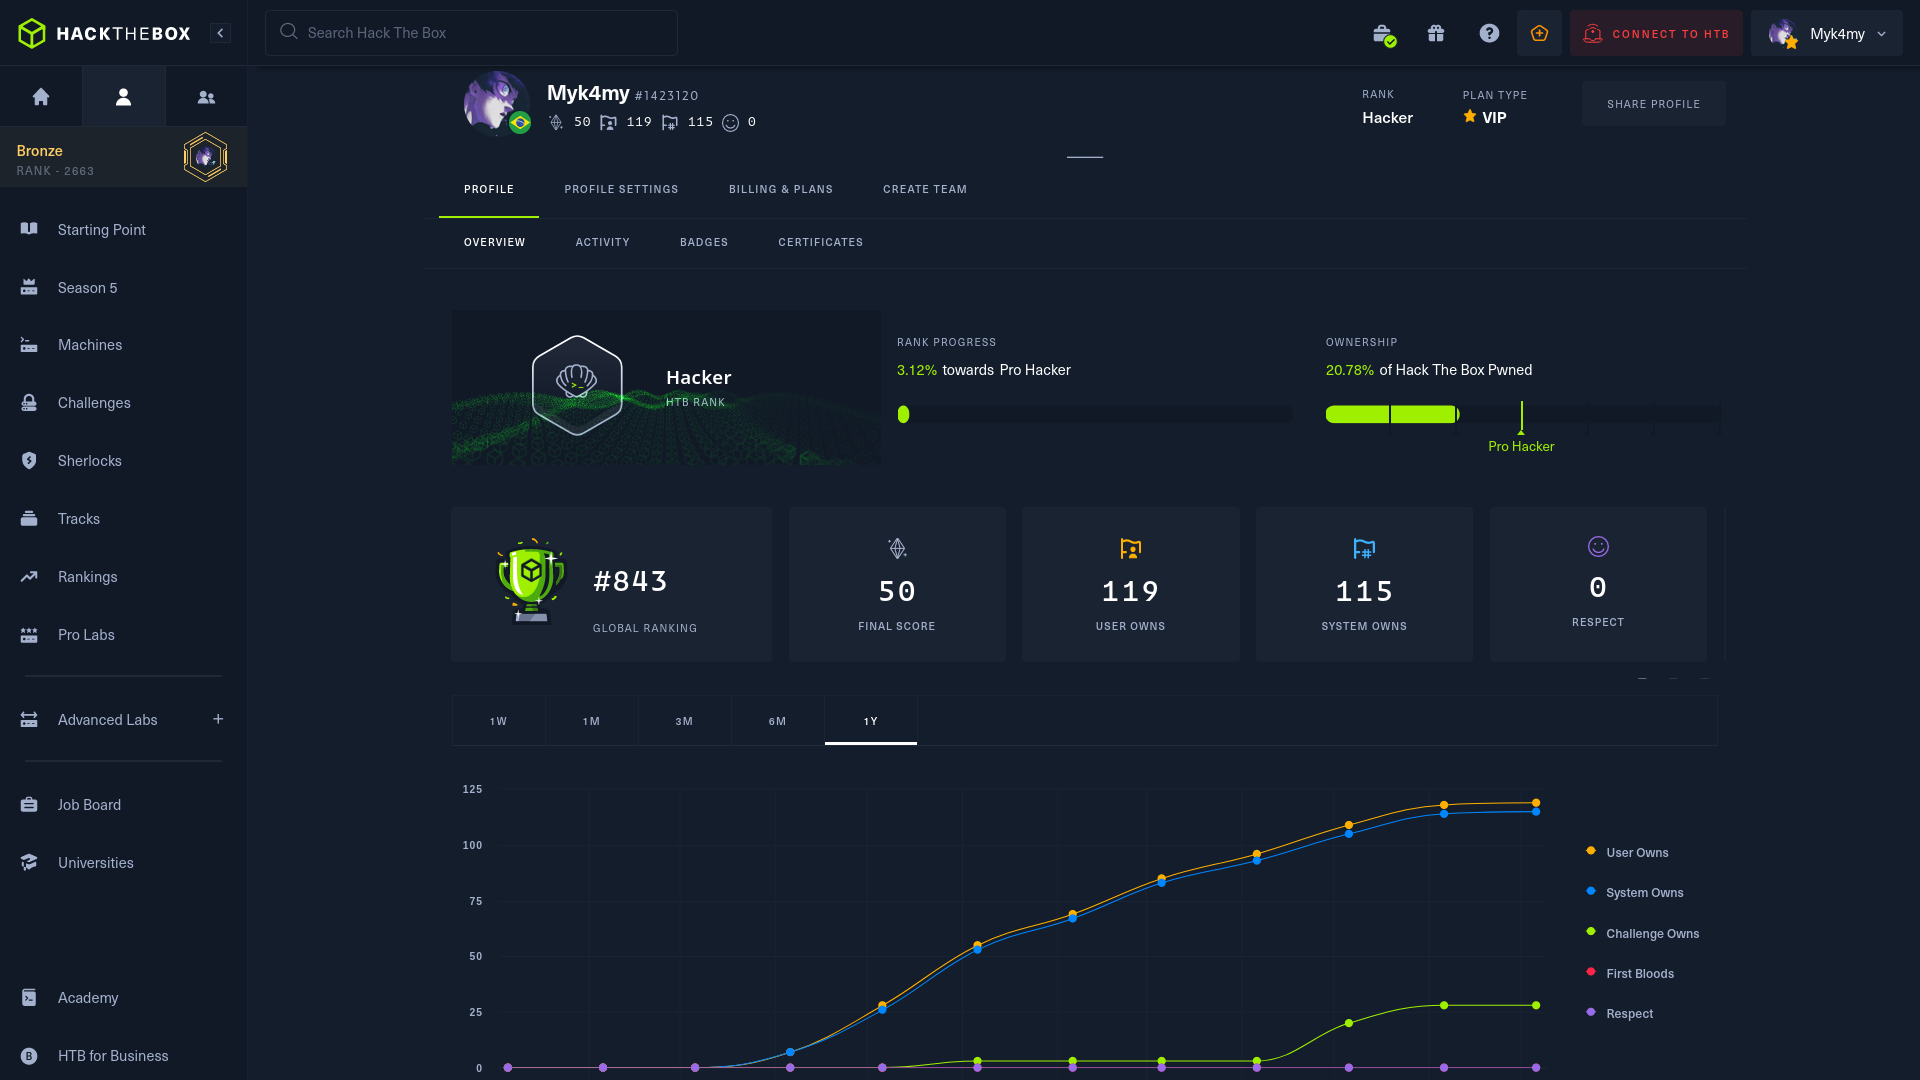 HACKTHEBOX
Search Hack The Box
CONNECT TO HTB
Myk4my
Bronze
RANK - 2663
Starting Point
Season 5
Machines
Challenges
Sherlocks
Tracks
Rankings
Pro Labs
Advanced Labs +
Job Board
Universities
Academy
HTB for Business
Myk4my #1423120
50 119 115 0
RANK
Hacker
PLAN TYPE
VIP
SHARE PROFILE
PROFILE PROFILE SETTINGS BILLING & PLANS CREATE TEAM
OVERVIEW ACTIVITY BADGES CERTIFICATES
Hacker
HTB RANK
RANK PROGRESS
3.12% towards Pro Hacker
OWNERSHIP
20.78% of Hack The Box Pwned
Pro Hacker
#843
GLOBAL RANKING
50
FINAL SCORE
119
USER OWNS
115
SYSTEM OWNS
0
RESPECT
1W 1M 3M 6M 1Y
125
100
75
50
25
0
User Owns
System Owns
Challenge Owns
First Bloods
Respect